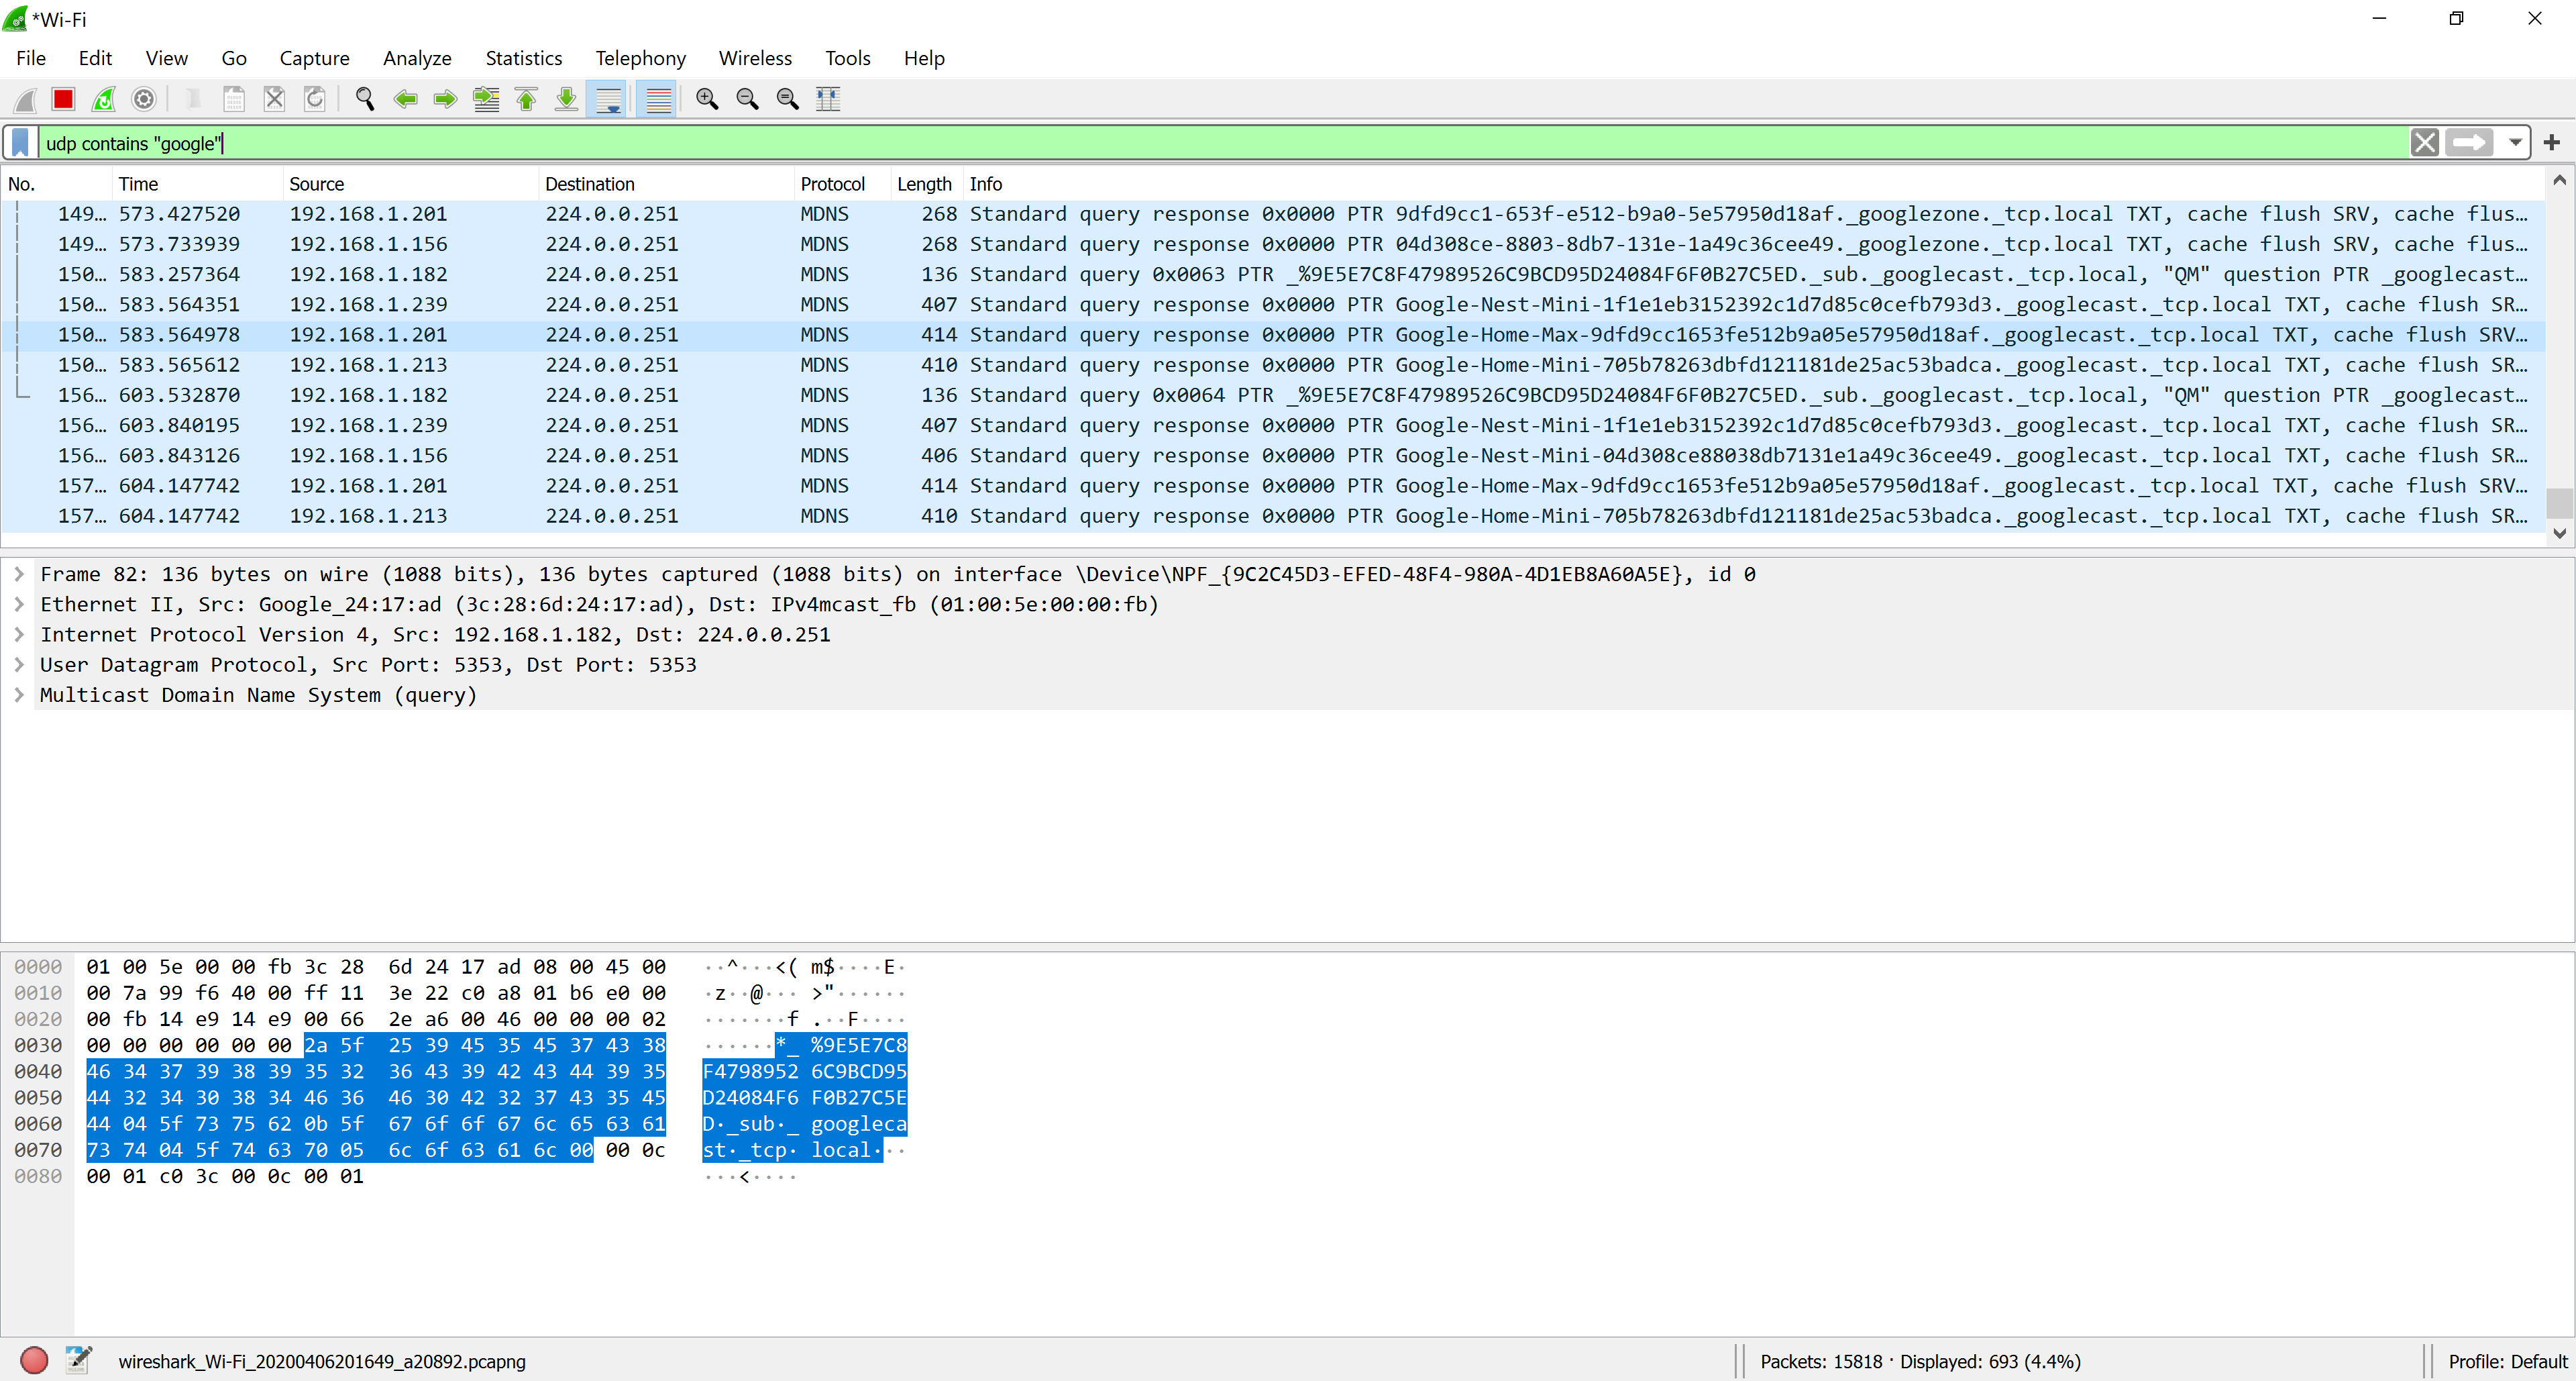 *Wi-Fi
File Edit View Go Capture Analyze Statistics Telephony Wireless Tools Help
udp contains "google"
No. Time Source Destination Protocol Length Info
149… 573.427520 192.168.1.201 224.0.0.251 MDNS 268 Standard query response 0x0000 PTR 9dfd9cc1-653f-e512-b9a0-5e57950d18af._googlezone._tcp.local TXT, cache flush SRV, cache flus…
149… 573.733939 192.168.1.156 224.0.0.251 MDNS 268 Standard query response 0x0000 PTR 04d308ce-8803-8db7-131e-1a49c36cee49._googlezone._tcp.local TXT, cache flush SRV, cache flus…
150… 583.257364 192.168.1.182 224.0.0.251 MDNS 136 Standard query 0x0063 PTR _%9E5E7C8F47989526C9BCD95D24084F6F0B27C5ED._sub._googlecast._tcp.local, "QM" question PTR _googlecast…
150… 583.564351 192.168.1.239 224.0.0.251 MDNS 407 Standard query response 0x0000 PTR Google-Nest-Mini-1f1e1eb3152392c1d7d85c0cefb793d3._googlecast._tcp.local TXT, cache flush SR…
150… 583.564978 192.168.1.201 224.0.0.251 MDNS 414 Standard query response 0x0000 PTR Google-Home-Max-9dfd9cc1653fe512b9a05e57950d18af._googlecast._tcp.local TXT, cache flush SRV…
150… 583.565612 192.168.1.213 224.0.0.251 MDNS 410 Standard query response 0x0000 PTR Google-Home-Mini-705b78263dbfd121181de25ac53badca._googlecast._tcp.local TXT, cache flush SR…
156… 603.532870 192.168.1.182 224.0.0.251 MDNS 136 Standard query 0x0064 PTR _%9E5E7C8F47989526C9BCD95D24084F6F0B27C5ED._sub._googlecast._tcp.local, "QM" question PTR _googlecast…
156… 603.840195 192.168.1.239 224.0.0.251 MDNS 407 Standard query response 0x0000 PTR Google-Nest-Mini-1f1e1eb3152392c1d7d85c0cefb793d3._googlecast._tcp.local TXT, cache flush SR…
156… 603.843126 192.168.1.156 224.0.0.251 MDNS 406 Standard query response 0x0000 PTR Google-Nest-Mini-04d308ce88038db7131e1a49c36cee49._googlecast._tcp.local TXT, cache flush SR…
157… 604.147742 192.168.1.201 224.0.0.251 MDNS 414 Standard query response 0x0000 PTR Google-Home-Max-9dfd9cc1653fe512b9a05e57950d18af._googlecast._tcp.local TXT, cache flush SRV…
157… 604.147742 192.168.1.213 224.0.0.251 MDNS 410 Standard query response 0x0000 PTR Google-Home-Mini-705b78263dbfd121181de25ac53badca._googlecast._tcp.local TXT, cache flush SR…
Frame 82: 136 bytes on wire (1088 bits), 136 bytes captured (1088 bits) on interface \Device\NPF_{9C2C45D3-EFED-48F4-980A-4D1EB8A60A5E}, id 0
Ethernet II, Src: Google_24:17:ad (3c:28:6d:24:17:ad), Dst: IPv4mcast_fb (01:00:5e:00:00:fb)
Internet Protocol Version 4, Src: 192.168.1.182, Dst: 224.0.0.251
User Datagram Protocol, Src Port: 5353, Dst Port: 5353
Multicast Domain Name System (query)
0000 01 00 5e 00 00 fb 3c 28 6d 24 17 ad 08 00 45 00 ··^···<( m$····E·
0010 00 7a 99 f6 40 00 ff 11 3e 22 c0 a8 01 b6 e0 00 ·z··@··· >"······
0020 00 fb 14 e9 14 e9 00 66 2e a6 00 46 00 00 00 02 ·······f .··F····
0030 00 00 00 00 00 00 2a 5f 25 39 45 35 45 37 43 38 ······*_ %9E5E7C8
0040 46 34 37 39 38 39 35 32 36 43 39 42 43 44 39 35 F4798952 6C9BCD95
0050 44 32 34 30 38 34 46 36 46 30 42 32 37 43 35 45 D24084F6 F0B27C5E
0060 44 04 5f 73 75 62 0b 5f 67 6f 6f 67 6c 65 63 61 D·_sub·_ googleca
0070 73 74 04 5f 74 63 70 05 6c 6f 63 61 6c 00 00 0c st·_tcp· local···
0080 00 01 c0 3c 00 0c 00 01 ···<····
wireshark_Wi-Fi_20200406201649_a20892.pcapng Packets: 15818 · Displayed: 693 (4.4%) Profile: Default